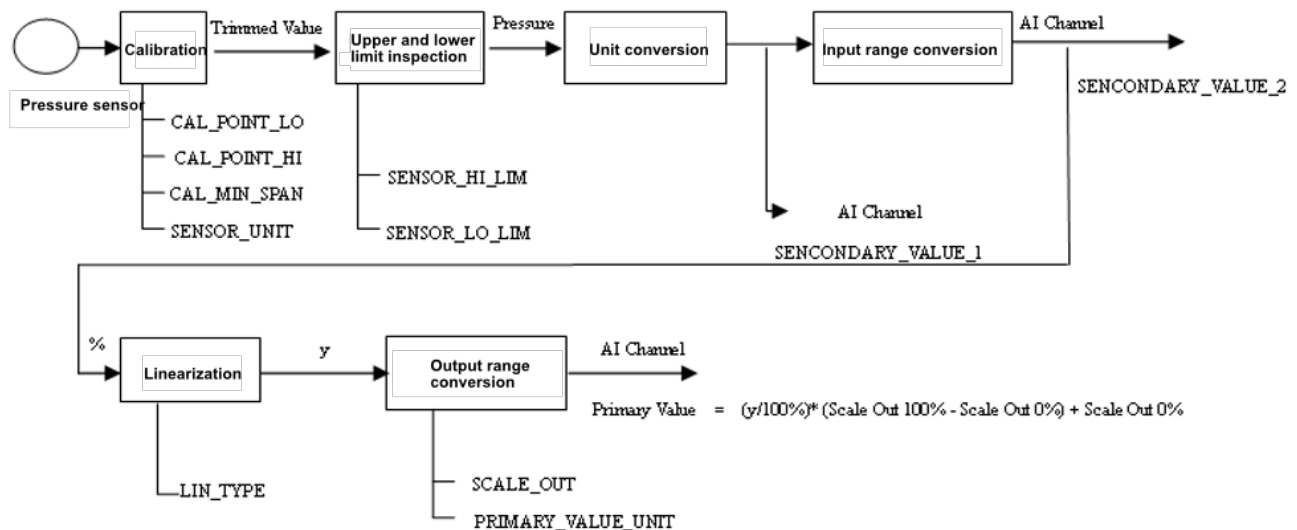 Trimmed Value
Pressure
AI Channel
Calibration
Upper and lower
limit inspection
Unit conversion
Input range conversion
SENCONDARY_VALUE_2
Pressure sensor
CAL_POINT_LO
CAL_POINT_HI
CAL_MIN_SPAN
SENSOR_UNIT
SENSOR_HI_LIM
SENSOR_LO_LIM
AI Channel
SENCONDARY_VALUE_1
%
Linearization
y
Output range
conversion
AI Channel
Primary Value = (y/100%)* (Scale Out 100% - Scale Out 0%) + Scale Out 0%
LIN_TYPE
SCALE_OUT
PRIMARY_VALUE_UNIT